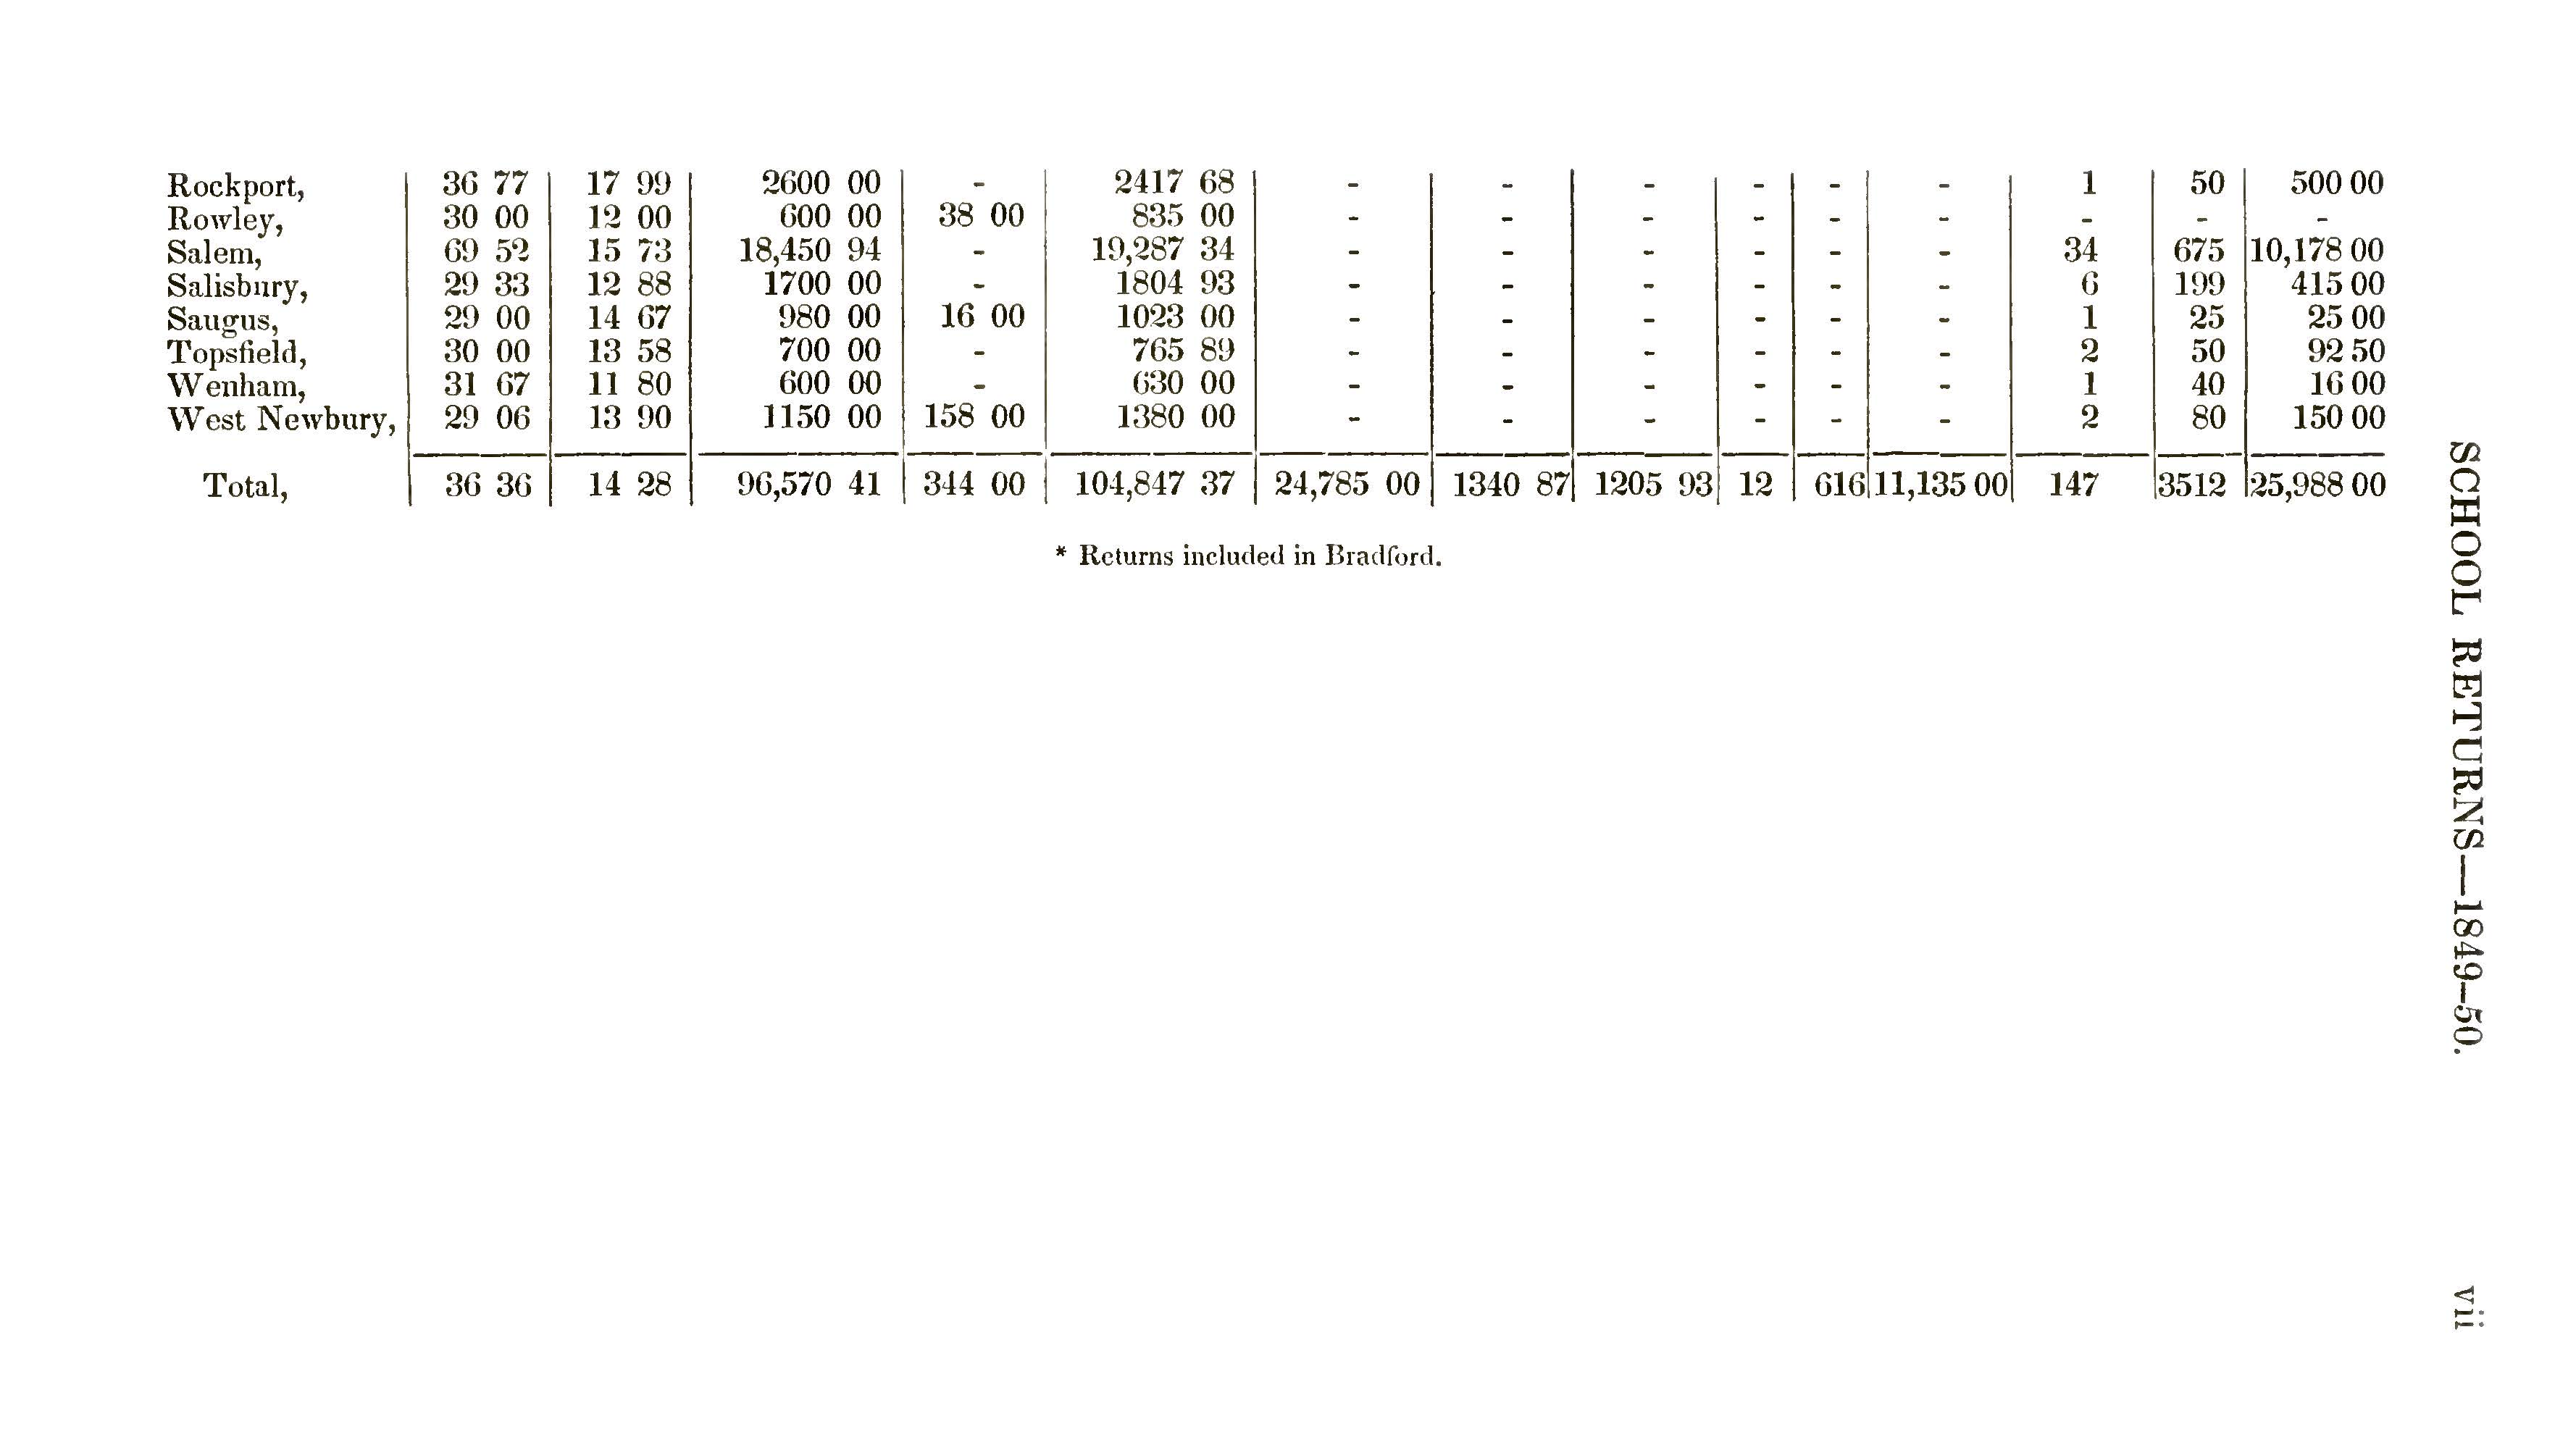 Rockport, 36 77 17 99 2600 00 - 2417 68 - - - - - - 1 50 500 00
Rowley, 30 00 12 00 600 00 38 00 835 00 - - - - - - - - -
Salem, 69 52 15 73 18,450 94 - 19,287 34 - - - - - - 34 675 10,178 00
Salisbury, 29 33 12 88 1700 00 - 1804 93 - - - - - - 6 199 415 00
Saugus, 29 00 14 67 980 00 16 00 1023 00 - - - - - - 1 25 25 00
Topsfield, 30 00 13 58 700 00 - 765 89 - - - - - - 2 50 92 50
Wenham, 31 67 11 80 600 00 - 630 00 - - - - - - 1 40 16 00
West Newbury, 29 06 13 90 1150 00 158 00 1380 00 - - - - - - 2 80 150 00
Total, 36 36 14 28 96,570 41 344 00 104,847 37 24,785 00 1340 87 1205 93 12 616 11,135 00 147 3512 25,988 00
* Returns included in Bradford.
SCHOOL RETURNS—1849–50. vii